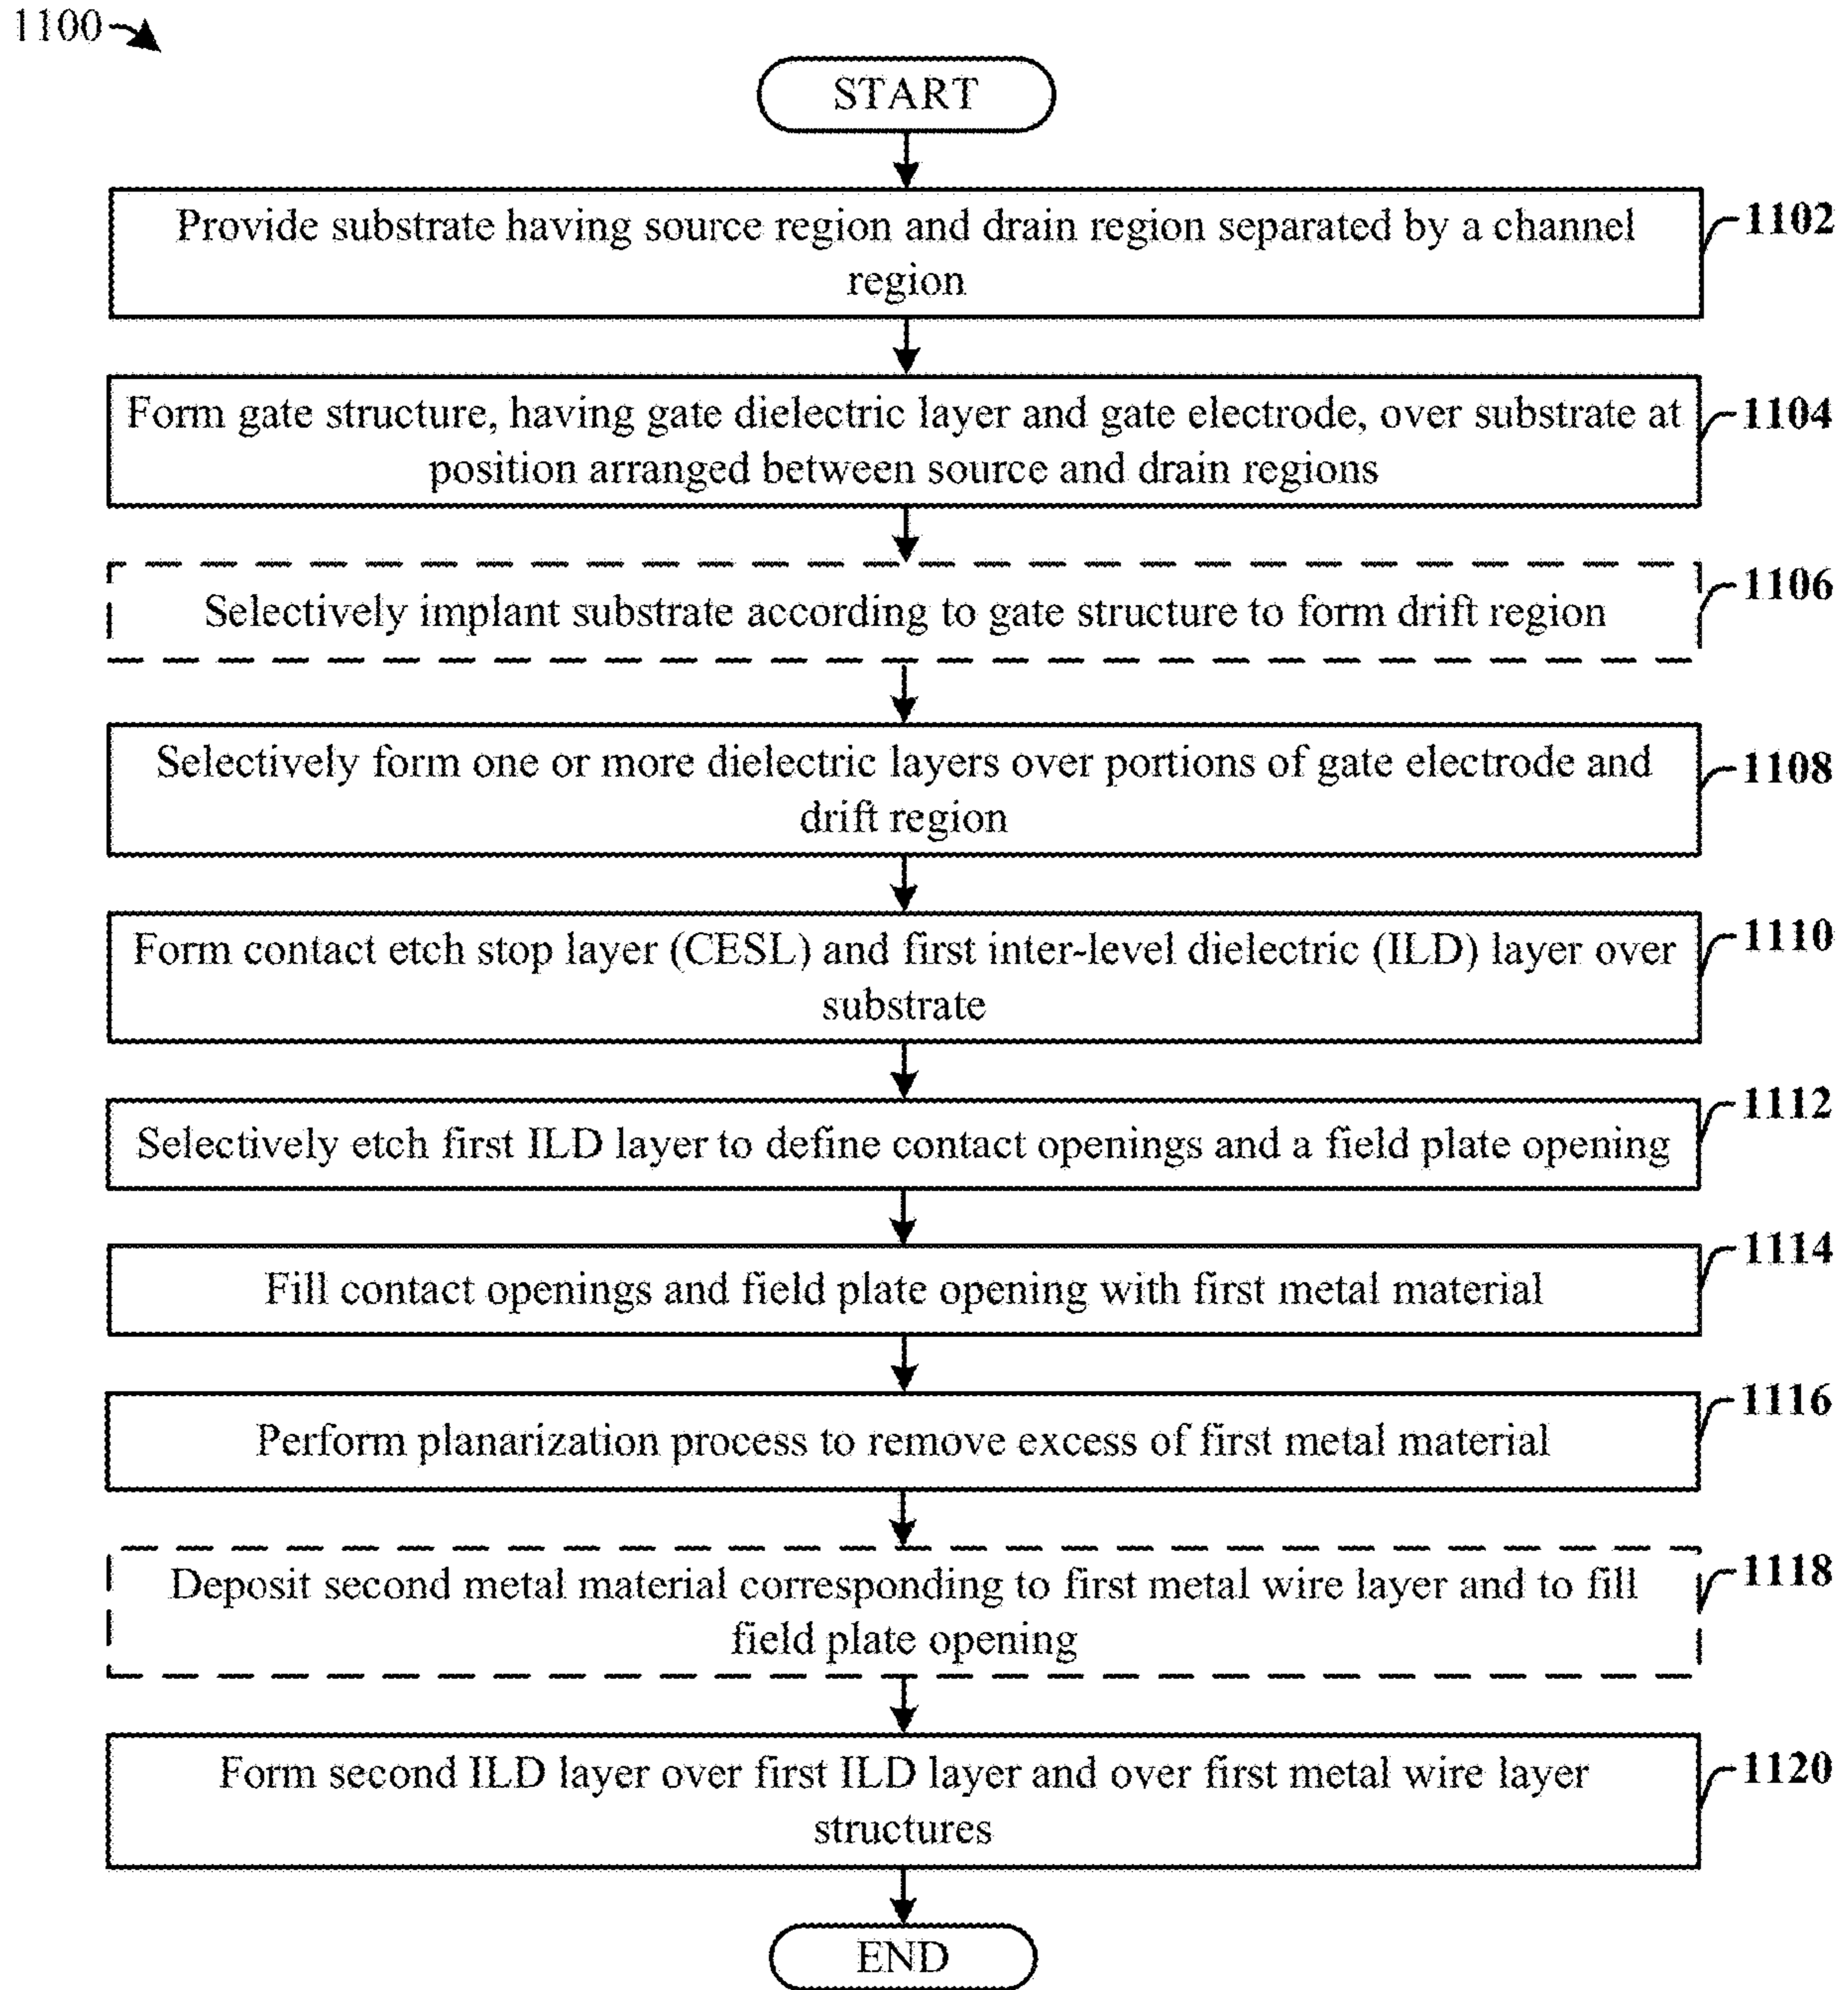 1100
START
Provide substrate having source region and drain region separated by a channel
region
1102
Form gate structure, having gate dielectric layer and gate electrode, over substrate at
position arranged between source and drain regions
1104
Selectively implant substrate according to gate structure to form drift region
1106
Selectively form one or more dielectric layers over portions of gate electrode and
drift region
1108
Form contact etch stop layer (CESL) and first inter-level dielectric (ILD) layer over
substrate
1110
Selectively etch first ILD layer to define contact openings and a field plate opening
1112
Fill contact openings and field plate opening with first metal material
1114
Perform planarization process to remove excess of first metal material
1116
Deposit second metal material corresponding to first metal wire layer and to fill
field plate opening
1118
Form second ILD layer over first ILD layer and over first metal wire layer
structures
1120
END